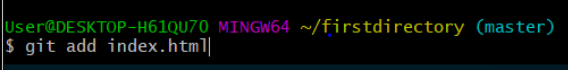 User@DESKTOP-H61QU70 MINGW64 ~/firstdirectory (master)
$ git add index.html